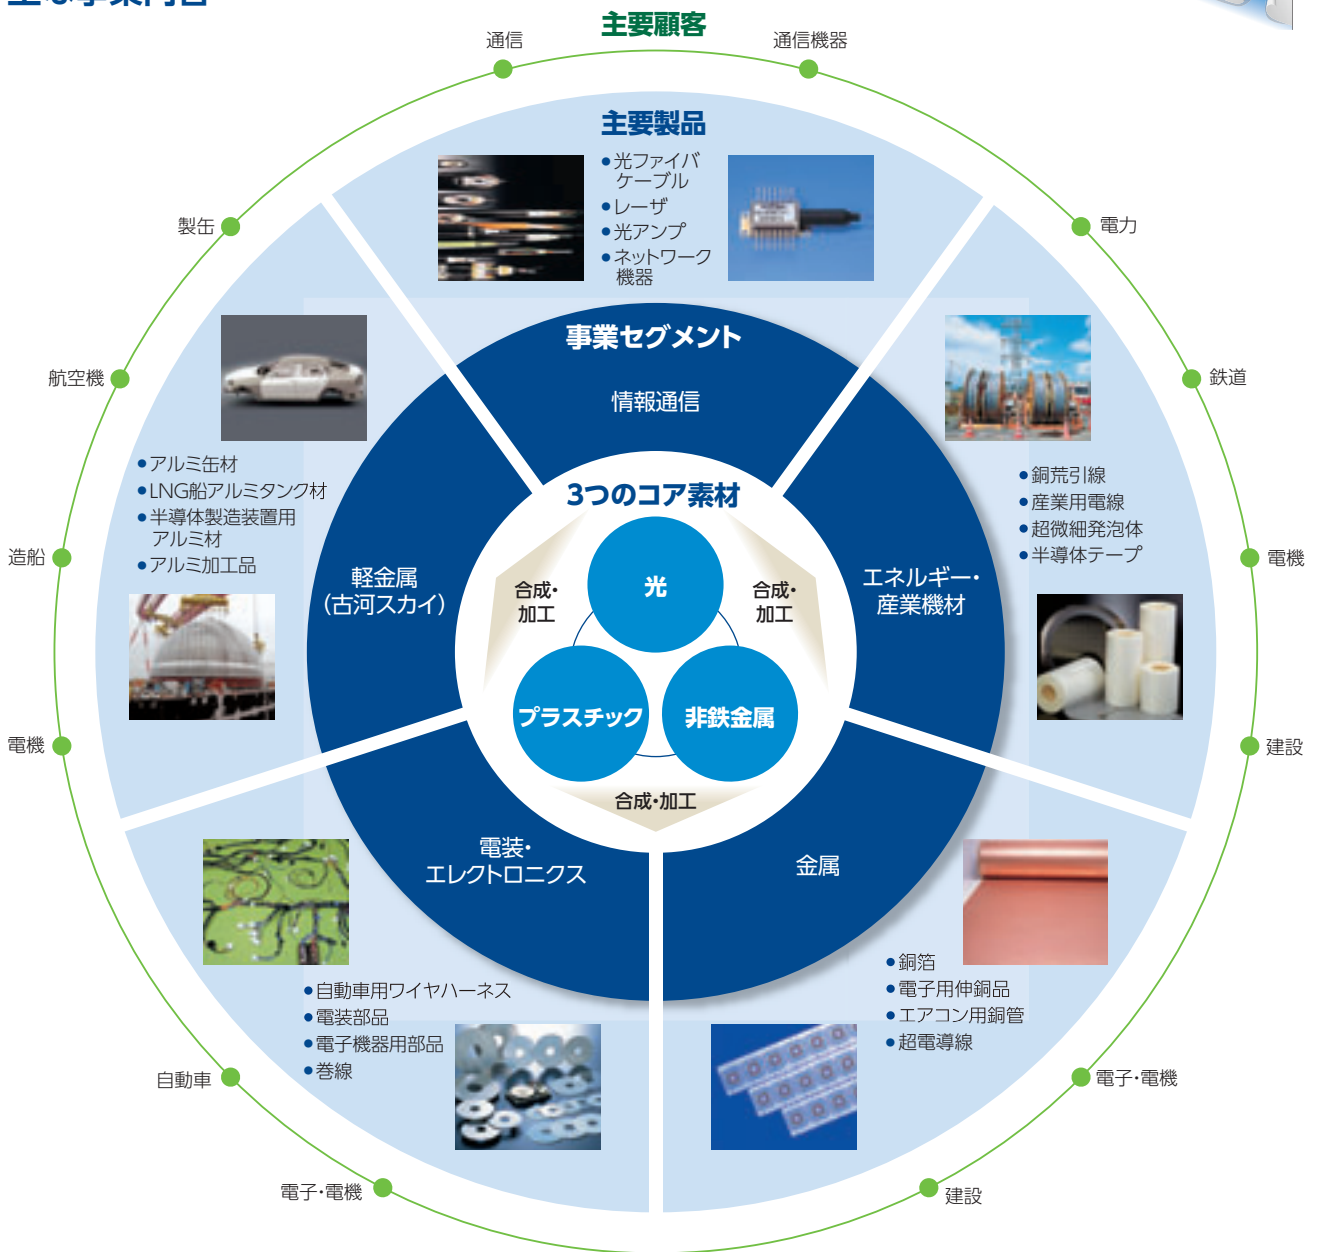 主な事業内容
主要顧客
通信
通信機器
主要製品
●光ファイバ
ケーブル
●レーザ
●光アンプ
●ネットワーク
機器
製缶
電力
航空機
鉄道
事業セグメント
情報通信
●アルミ缶材
●LNG船アルミタンク材
●半導体製造装置用
アルミ材
●アルミ加工品
●銅荒引線
●産業用電線
●超微細発泡体
●半導体テープ
3つのコア素材
造船
電機
軽金属
(古河スカイ)
合成・
加工
光
合成・
加工
エネルギー・
産業機材
プラスチック
非鉄金属
電機
建設
合成・加工
電装・
エレクトロニクス
金属
●自動車用ワイヤハーネス
●電装部品
●電子機器用部品
●巻線
●銅箔
●電子用伸銅品
●エアコン用銅管
●超電導線
自動車
電子・電機
電子・電機
建設